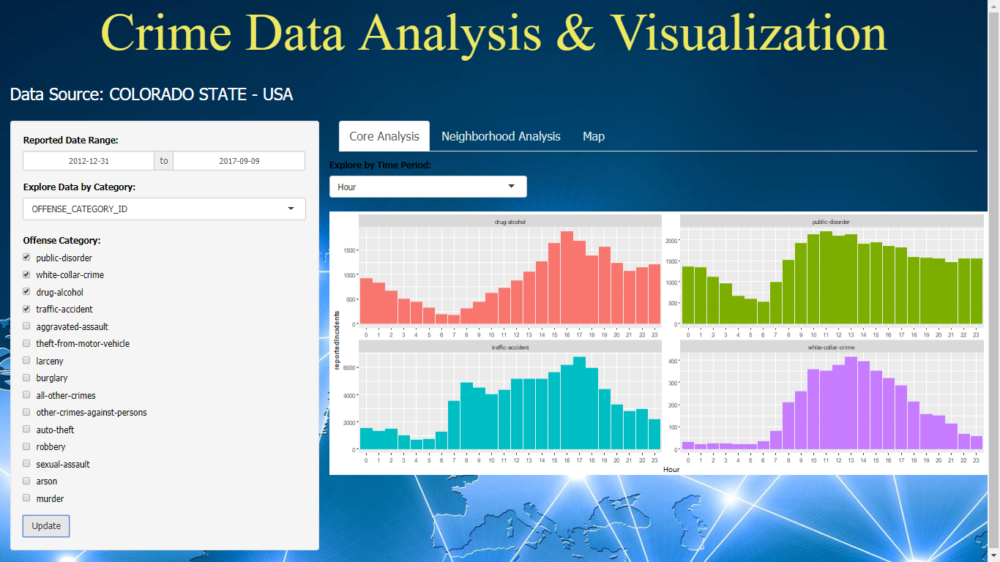 Crime Data Analysis & Visualization
Data Source: COLORADO STATE - USA
Reported Date Range:
2012-12-31 to 2017-09-09
Explore Data by Category:
OFFENSE_CATEGORY_ID
Offense Category:
public-disorder
white-collar-crime
drug-alcohol
traffic-accident
aggravated-assault
theft-from-motor-vehicle
larceny
burglary
all-other-crimes
other-crimes-against-persons
auto-theft
robbery
sexual-assault
arson
murder
Update
Core Analysis Neighborhood Analysis Map
Explore by Time Period:
Hour
reportedIncidents
drug-alcohol
1500
1000
500
0
0 1 2 3 4 5 6 7 8 9 10 11 12 13 14 15 16 17 18 19 20 21 22 23
public-disorder
2000
1500
1000
500
0
0 1 2 3 4 5 6 7 8 9 10 11 12 13 14 15 16 17 18 19 20 21 22 23
traffic-accident
6000
4000
2000
0
0 1 2 3 4 5 6 7 8 9 10 11 12 13 14 15 16 17 18 19 20 21 22 23
white-collar-crime
400
300
200
100
0
0 1 2 3 4 5 6 7 8 9 10 11 12 13 14 15 16 17 18 19 20 21 22 23
Hour